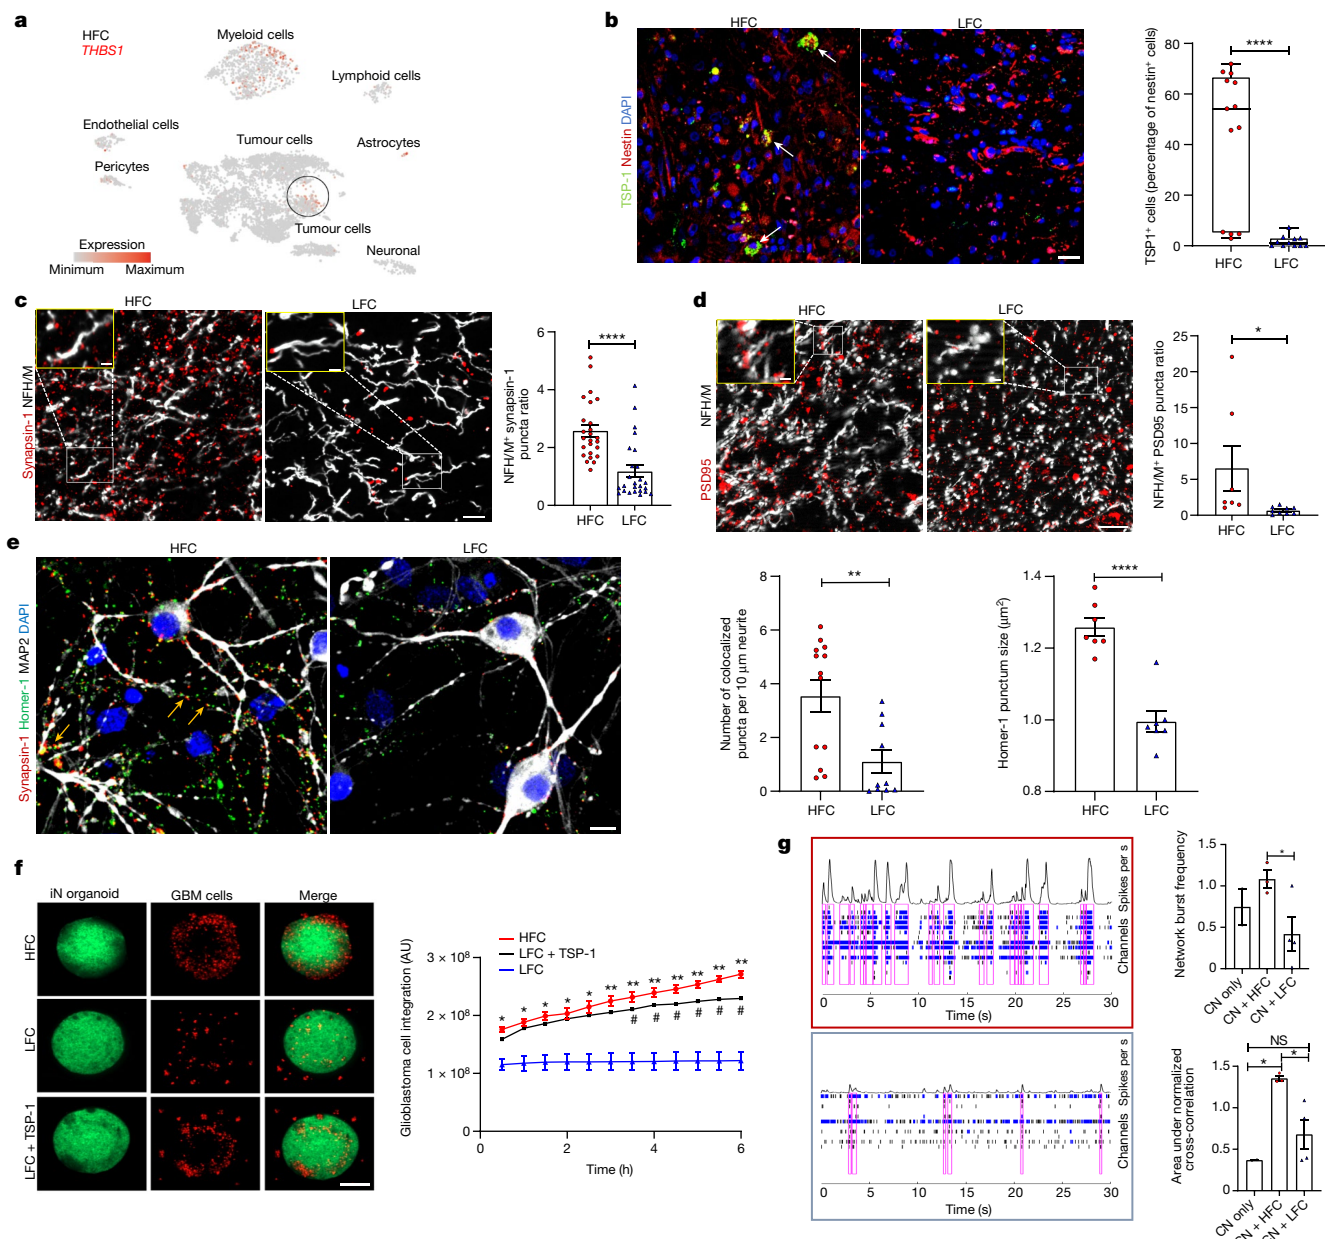 a
HFC
THBS1
Myeloid cells
Lymphoid cells
Endothelial cells
Pericytes
Tumour cells
Astrocytes
Tumour cells
Neuronal
Expression
Minimum Maximum
b
HFC
LFC
TSP-1 Nestin DAPI
TSP1⁺ cells (percentage of nestin⁺ cells)
80
60
40
20
0
****
HFC LFC
c
HFC
LFC
Synapsin-1 NFH/M
NFH/M⁺ synapsin-1
puncta ratio
6
4
2
0
****
HFC LFC
d
HFC
LFC
PSD95 NFH/M
NFH/M⁺ PSD95 puncta ratio
25
20
15
10
5
0
*
HFC LFC
e
HFC
LFC
Synapsin-1 Homer-1 MAP2 DAPI
Number of colocalized
puncta per 10 µm neurite
8
6
4
2
0
**
HFC LFC
Homer-1 punctum size (µm²)
1.4
1.2
1.0
0.8
****
HFC LFC
f
iN organoid
GBM cells
Merge
HFC
LFC
LFC + TSP-1
Glioblastoma cell integration (AU)
3 × 10⁸
2 × 10⁸
1 × 10⁸
0
HFC
LFC + TSP-1
LFC
* * * * ** ** ** ** ** ** ** **
# # # # # #
0 2 4 6
Time (h)
g
Spikes per s
Channels
0 5 10 15 20 25 30
Time (s)
Spikes per s
Channels
0 5 10 15 20 25 30
Time (s)
Network burst frequency
1.5
1.0
0.5
0
*
CN only
CN + HFC
CN + LFC
Area under normalized
cross-correlation
1.5
1.0
0.5
0
NS
* *
CN only
CN + HFC
CN + LFC